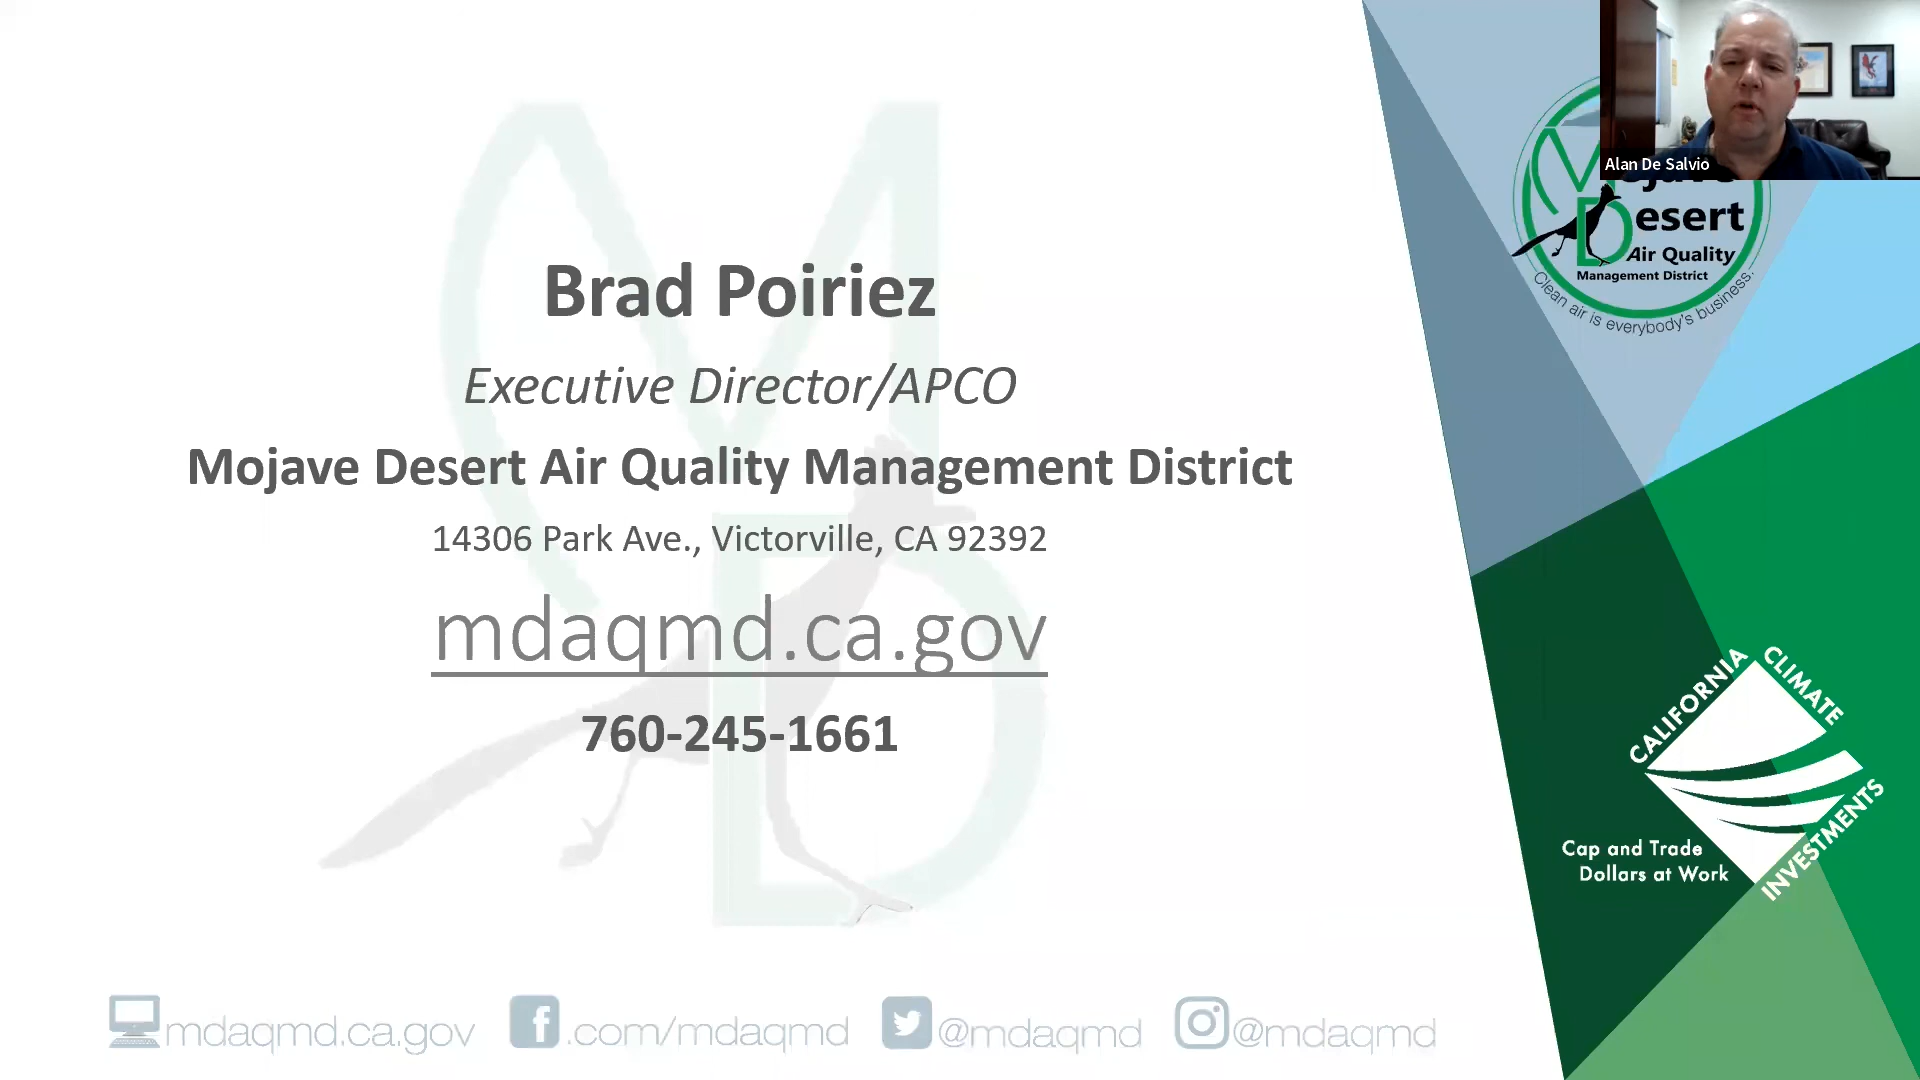 Brad Poiriez
Executive Director/APCO
Mojave Desert Air Quality Management District
14306 Park Ave., Victorville, CA 92392
mdaqmd.ca.gov
760-245-1661
mdaqmd.ca.gov
.com/mdaqmd
@mdaqmd
@mdaqmd
Alan De Salvio
Desert
Air Quality
Management District
Clean air is everybody's business.
CALIFORNIA
CLIMATE
INVESTMENTS
Cap and Trade
Dollars at Work